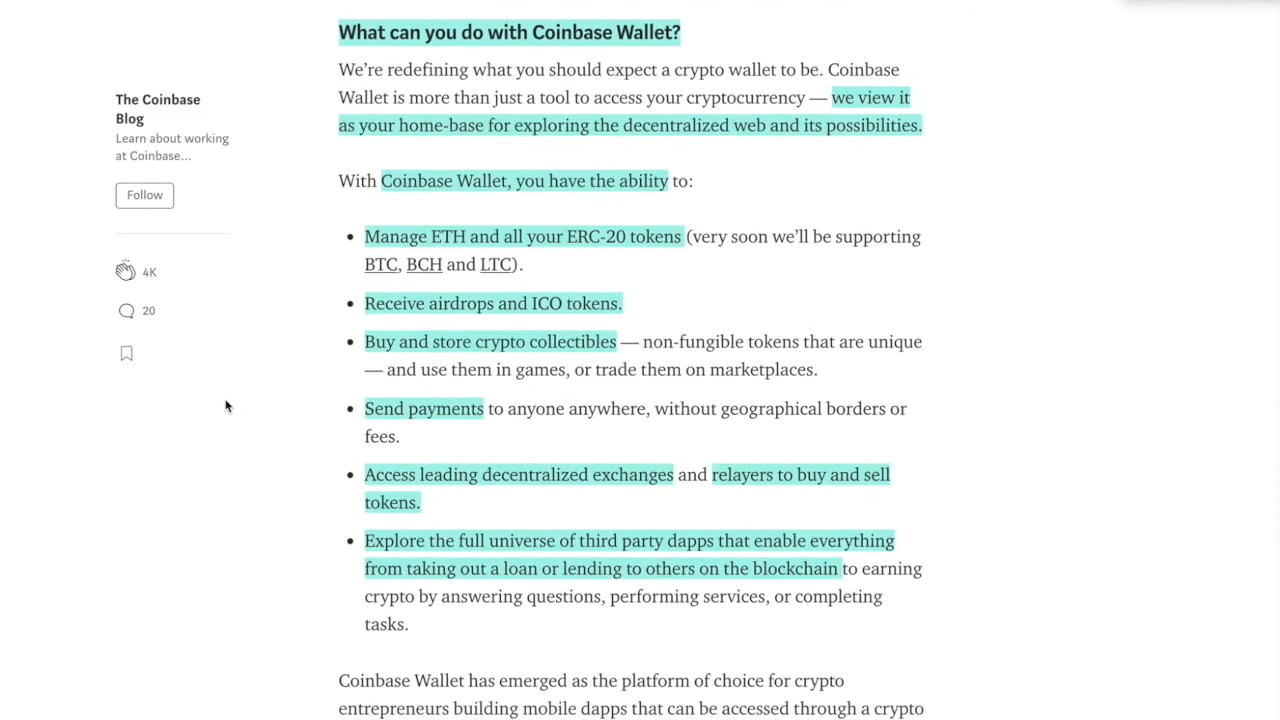 What can you do with Coinbase Wallet?
We're redefining what you should expect a crypto wallet to be. Coinbase
Wallet is more than just a tool to access your cryptocurrency — we view it
as your home-base for exploring the decentralized web and its possibilities.
The Coinbase
Blog
Learn about working
at Coinbase...
Follow
4K
20
With Coinbase Wallet, you have the ability to:
• Manage ETH and all your ERC-20 tokens (very soon we'll be supporting
BTC, BCH and LTC).
• Receive airdrops and ICO tokens.
• Buy and store crypto collectibles — non-fungible tokens that are unique
— and use them in games, or trade them on marketplaces.
• Send payments to anyone anywhere, without geographical borders or
fees.
• Access leading decentralized exchanges and relayers to buy and sell
tokens.
• Explore the full universe of third party dapps that enable everything
from taking out a loan or lending to others on the blockchain to earning
crypto by answering questions, performing services, or completing
tasks.
Coinbase Wallet has emerged as the platform of choice for crypto
entrepreneurs building mobile dapps that can be accessed through a crypto